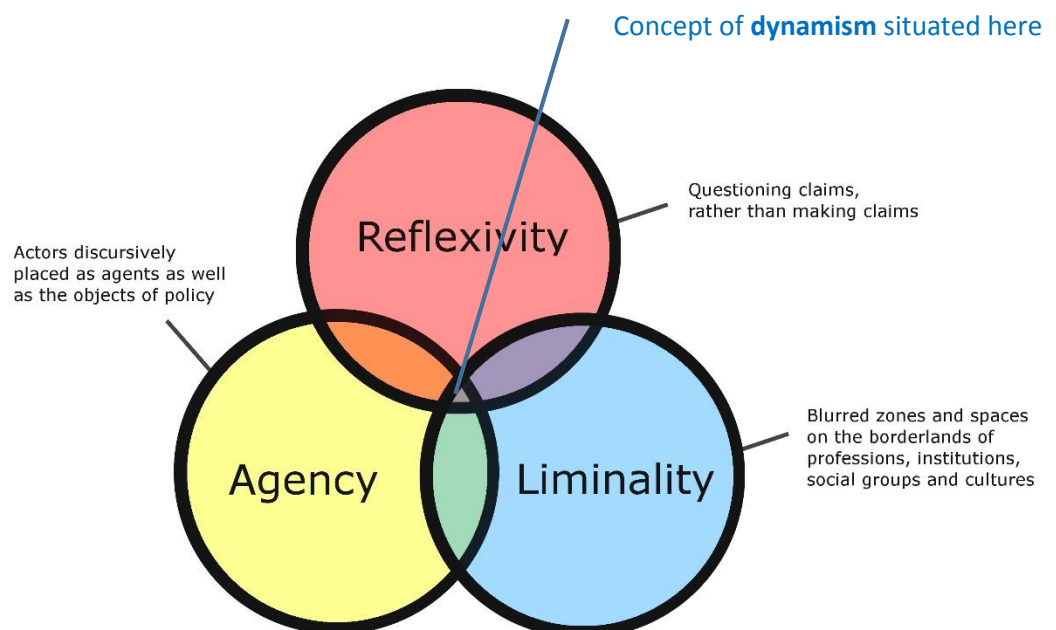 Concept of dynamism situated here
Questioning claims,
rather than making claims
Reflexivity
Actors discursively
placed as agents as well
as the objects of policy
Blurred zones and spaces
on the borderlands of
professions, institutions,
social groups and cultures
Agency
Liminality